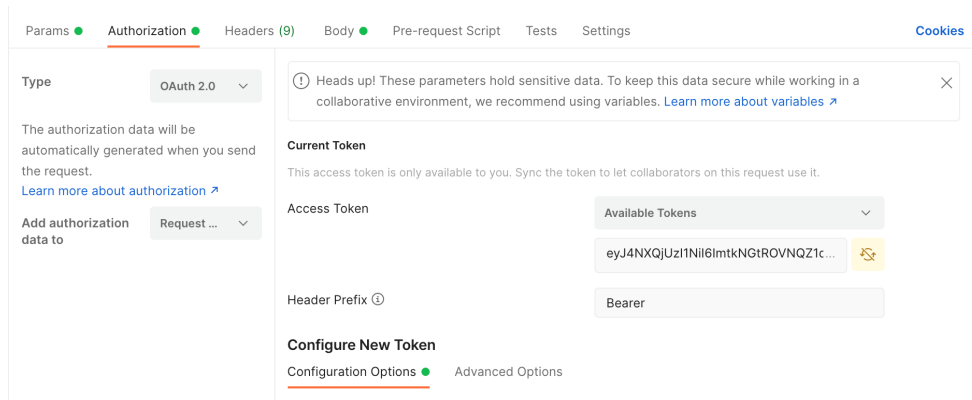 Params Authorization Headers (9) Body Pre-request Script Tests Settings Cookies
Type
OAuth 2.0
The authorization data will be
automatically generated when you send
the request.
Learn more about authorization ↗
Add authorization
data to
Request ...
Heads up! These parameters hold sensitive data. To keep this data secure while working in a
collaborative environment, we recommend using variables. Learn more about variables ↗
Current Token
This access token is only available to you. Sync the token to let collaborators on this request use it.
Access Token
Available Tokens
eyJ4NXQjUzI1NiI6ImtkNGtROVNQZ1c...
Header Prefix
Bearer
Configure New Token
Configuration Options Advanced Options